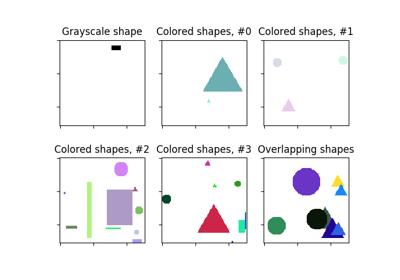 Grayscale shape
Colored shapes, #0
Colored shapes, #1
Colored shapes, #2
Colored shapes, #3
Overlapping shapes